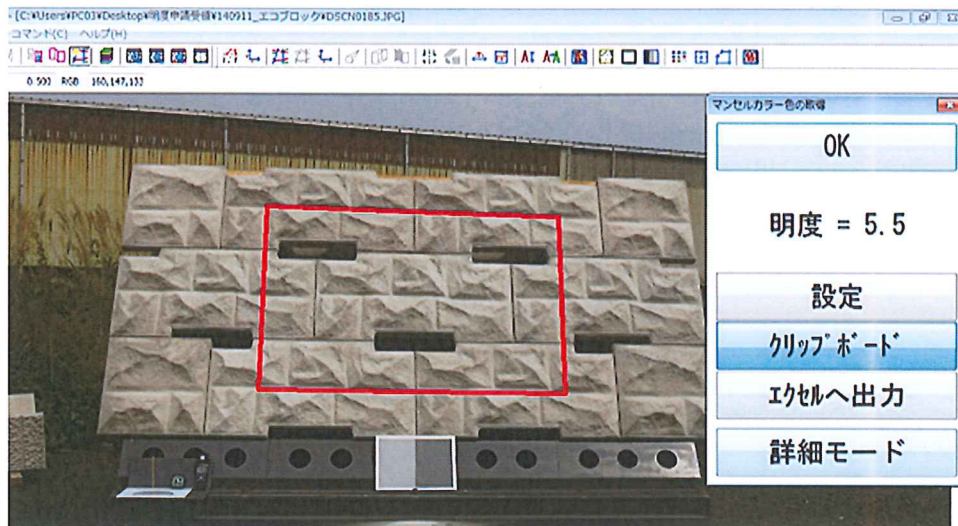 - [C:¥Users¥PC03¥Desktop¥明度申請受領¥140911_エコブロック¥DSCN0185.JPG]
コマンド(C) ヘルプ(H)
0.500 RGB 160,147,133
マンセルカラー色の取得
OK
明度 = 5.5
設定
クリップボード
エクセルへ出力
詳細モード